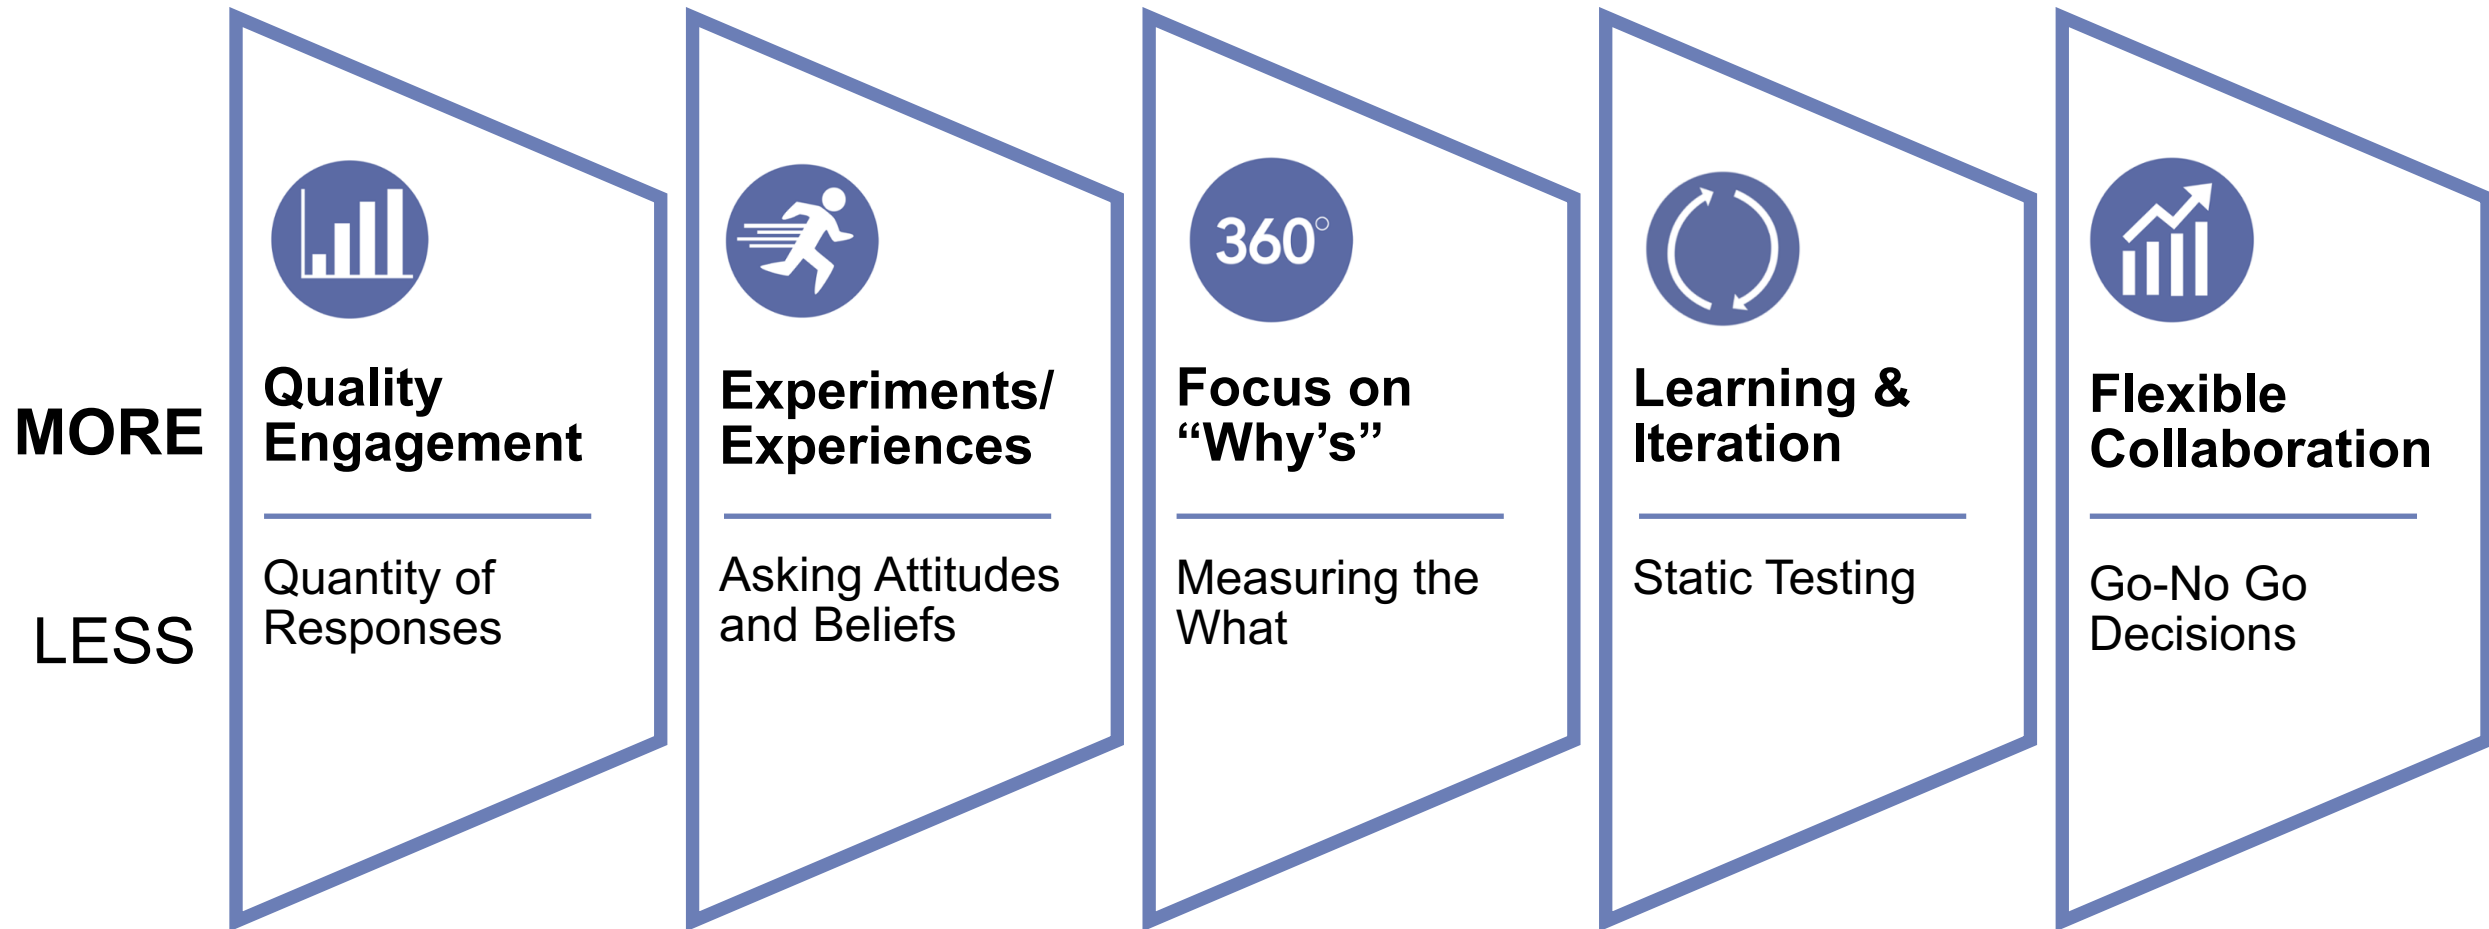 MORE
LESS
Quality
Engagement
Quantity of
Responses
Experiments/
Experiences
Asking Attitudes
and Beliefs
360°
Focus on
“Why’s”
Measuring the
What
Learning &
Iteration
Static Testing
Flexible
Collaboration
Go-No Go
Decisions